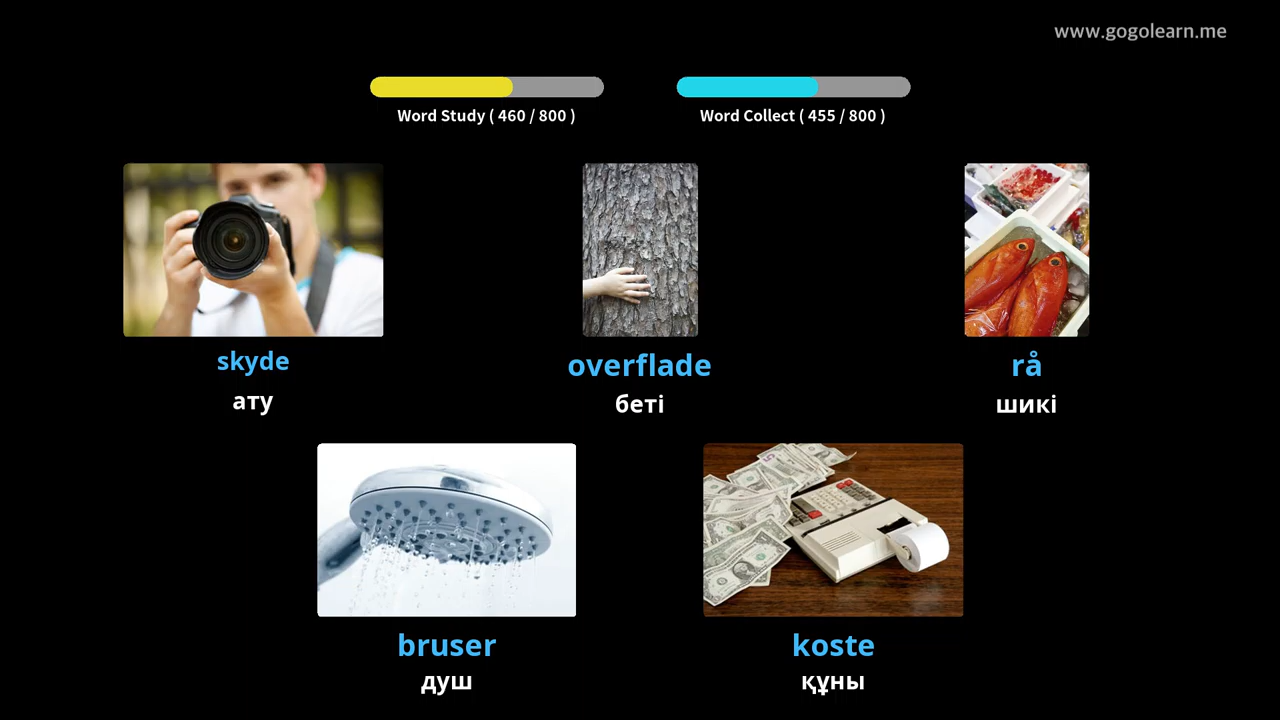 www.gogolearn.me
Word Study ( 460 / 800 )
Word Collect ( 455 / 800 )
skyde
ату
overflade
беті
rå
шикі
bruser
душ
koste
құны